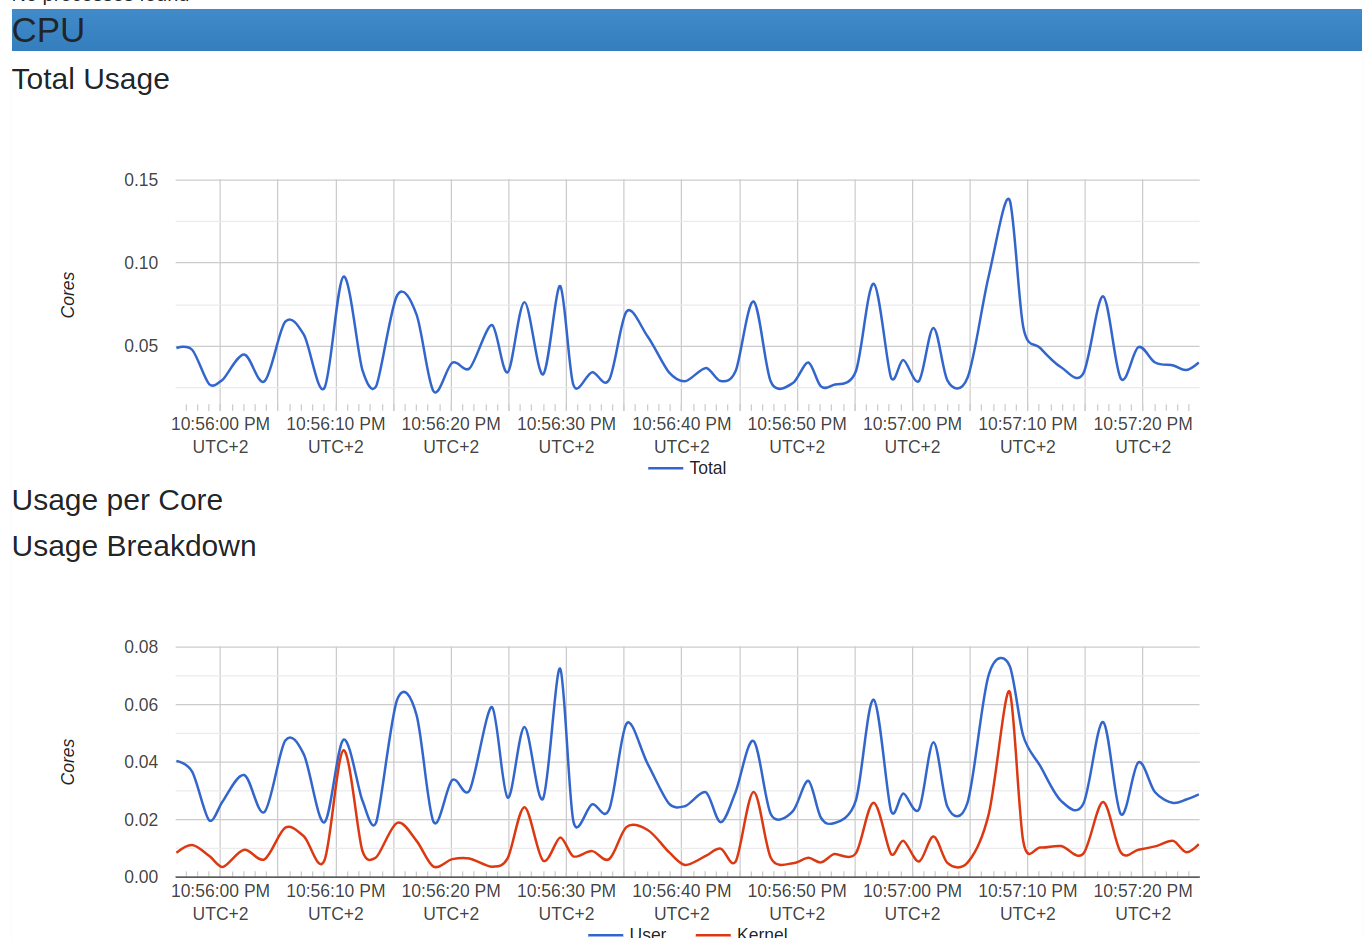 No processes found
CPU
Total Usage
0.15
0.10
0.05
Cores
10:56:00 PM 10:56:10 PM 10:56:20 PM 10:56:30 PM 10:56:40 PM 10:56:50 PM 10:57:00 PM 10:57:10 PM 10:57:20 PM
UTC+2 UTC+2 UTC+2 UTC+2 UTC+2 UTC+2 UTC+2 UTC+2 UTC+2
Total
Usage per Core
Usage Breakdown
0.08
0.06
0.04
0.02
0.00
Cores
10:56:00 PM 10:56:10 PM 10:56:20 PM 10:56:30 PM 10:56:40 PM 10:56:50 PM 10:57:00 PM 10:57:10 PM 10:57:20 PM
UTC+2 UTC+2 UTC+2 UTC+2 UTC+2 UTC+2 UTC+2 UTC+2 UTC+2
User Kernel